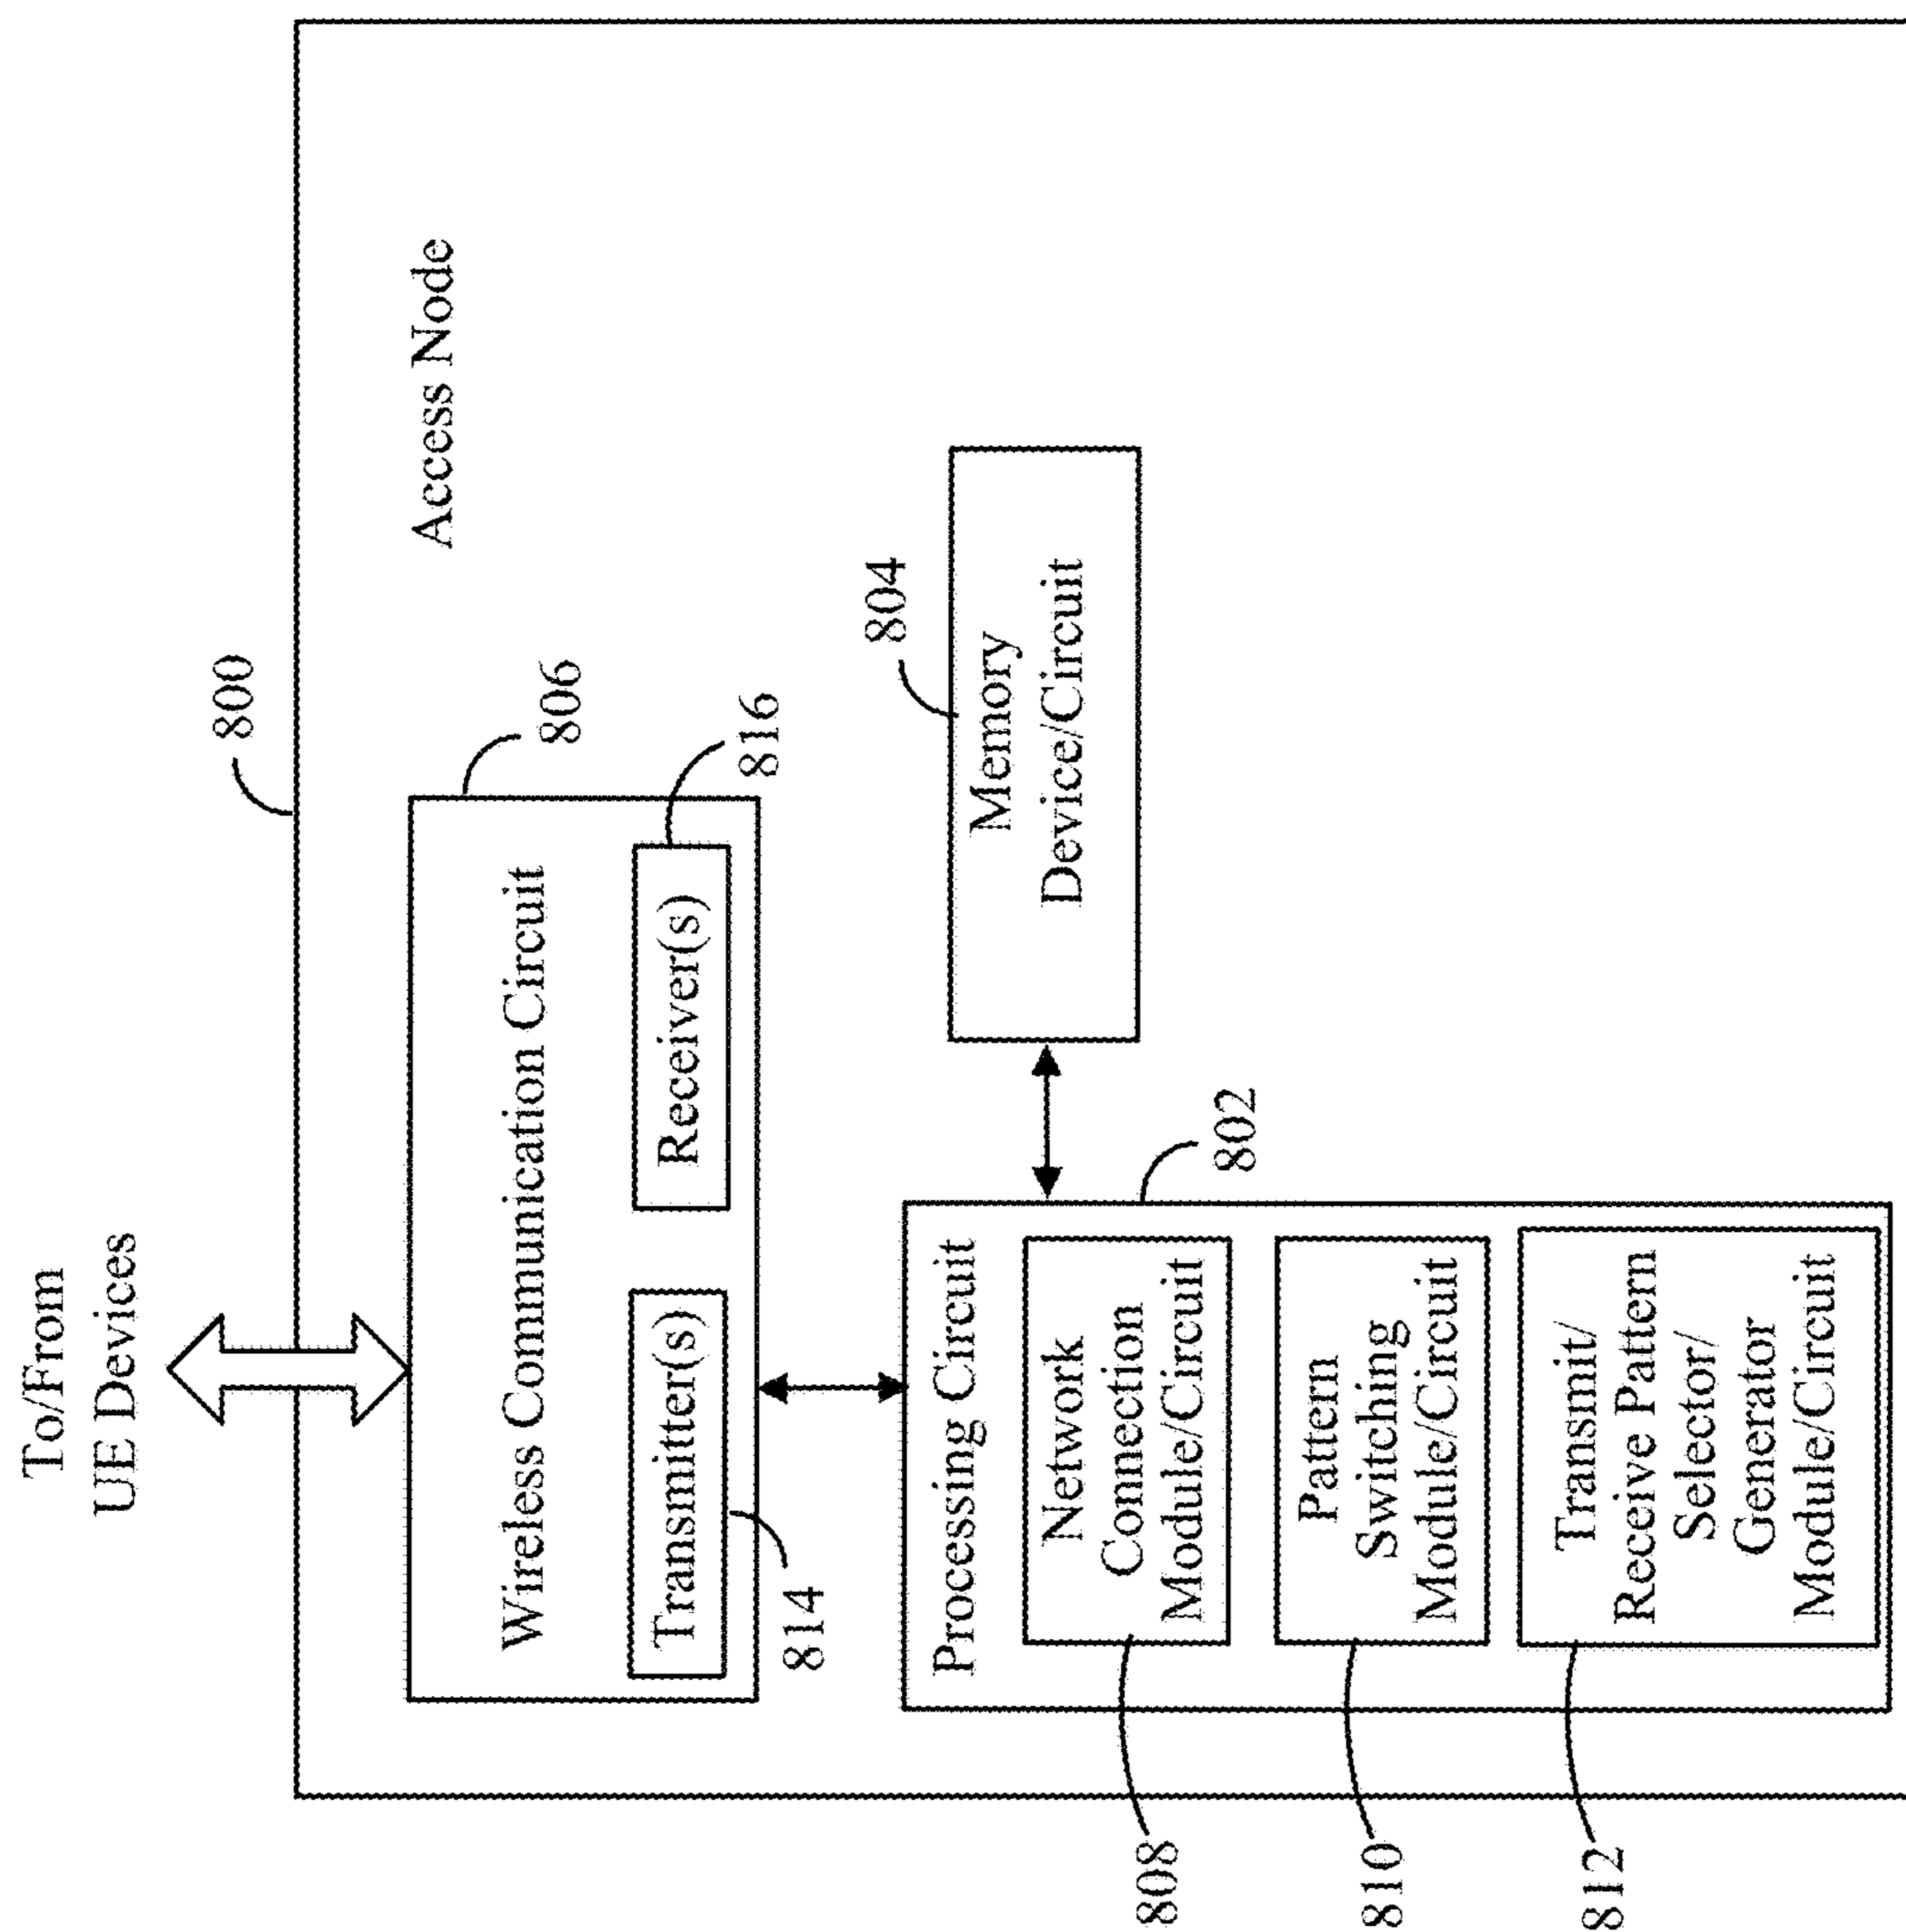 To/From
UE Devices
800
Access Node
Wireless Communication Circuit
806
Transmitter(s)
Receiver(s)
814
816
Processing Circuit
802
Network
Connection
Module/Circuit
808
Pattern
Switching
Module/Circuit
810
Transmit/
Receive Pattern
Selector/
Generator
Module/Circuit
812
Memory
Device/Circuit
804